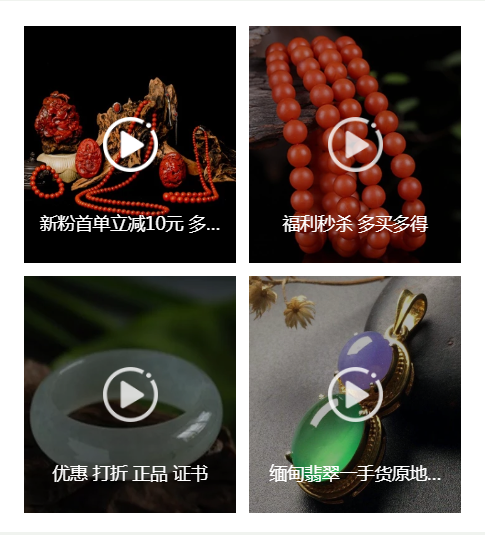 新粉首单立减10元 多...
福利秒杀 多买多得
优惠 打折 正品 证书
缅甸翡翠一手货原地...